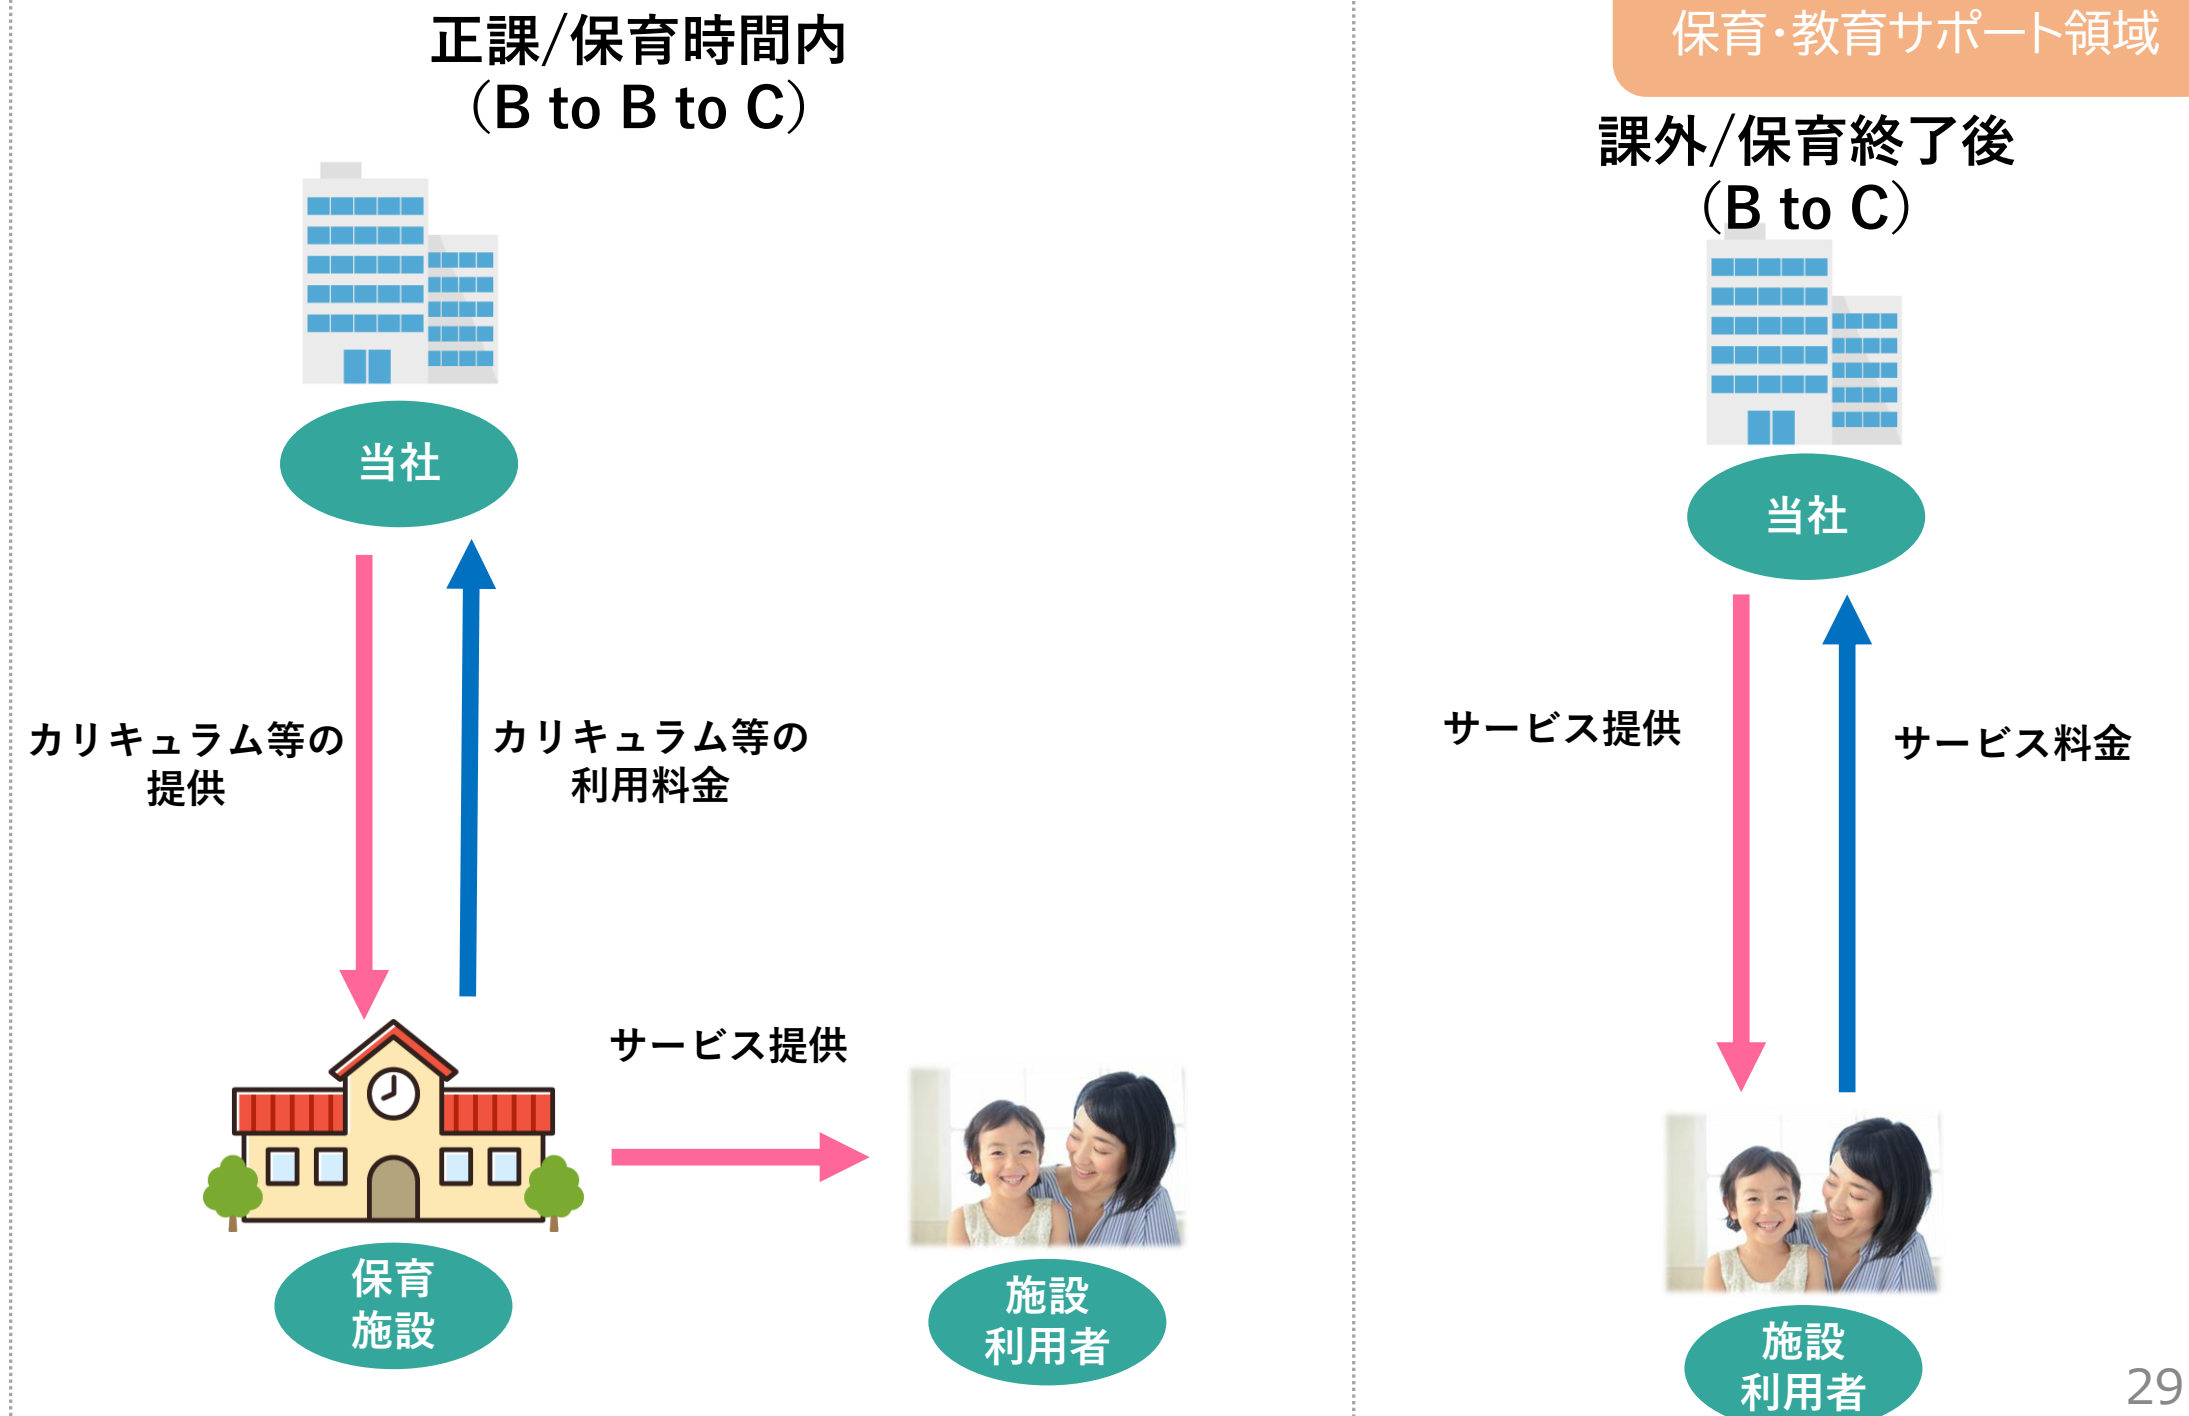 正課/保育時間内
（B to B to C）
当社
カリキュラム等の
提供
カリキュラム等の
利用料金
サービス提供
保育
施設
施設
利用者
保育・教育サポート領域
課外/保育終了後
（B to C）
当社
サービス提供
サービス料金
施設
利用者
29